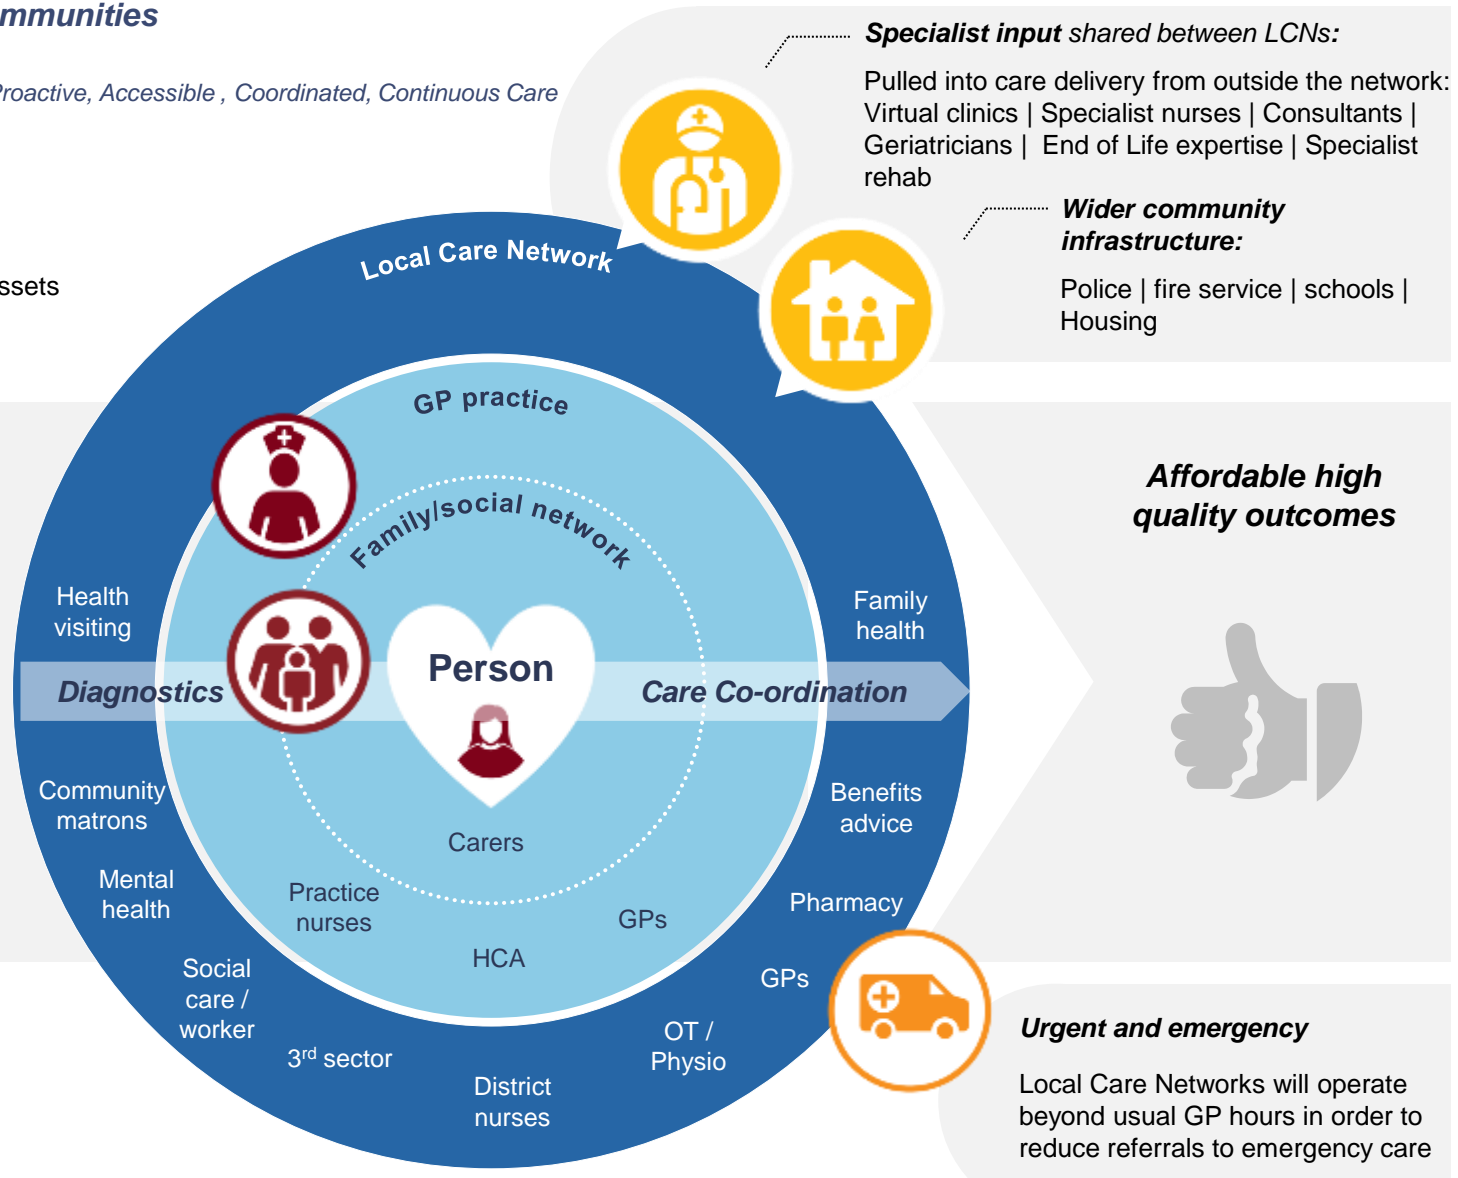 mmunities
Proactive, Accessible , Coordinated, Continuous Care
ssets
Specialist input shared between LCNs:
Pulled into care delivery from outside the network:
Virtual clinics | Specialist nurses | Consultants |
Geriatricians | End of Life expertise | Specialist
rehab
Wider community
infrastructure:
Police | fire service | schools |
Housing
Local Care Network
GP practice
Family/social network
Health
visiting
Family
health
Person
Diagnostics
Care Co-ordination
Affordable high
quality outcomes
Community
matrons
Benefits
advice
Carers
Mental
health
Practice
nurses
Pharmacy
GPs
HCA
Social
care /
worker
GPs
3rd sector
OT /
Physio
District
nurses
Urgent and emergency
Local Care Networks will operate
beyond usual GP hours in order to
reduce referrals to emergency care